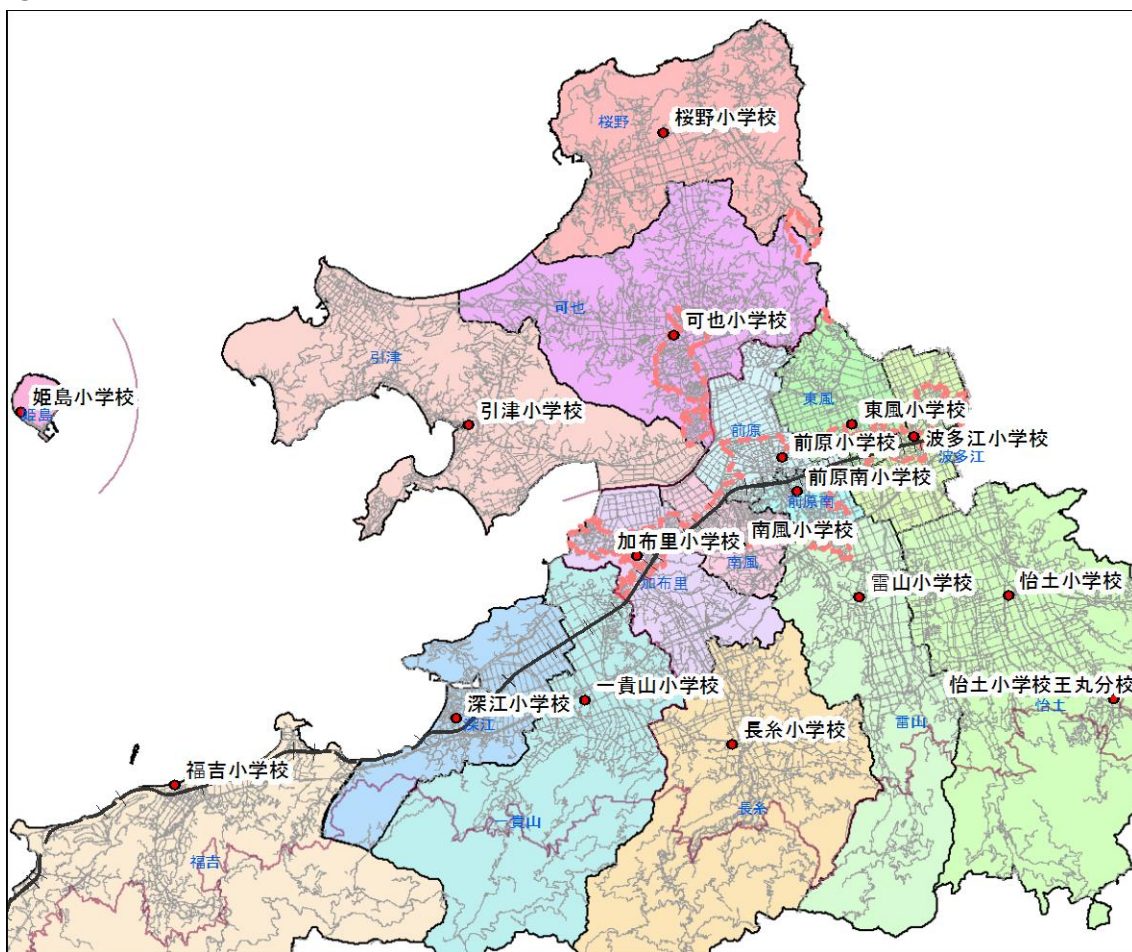 桜野小学校
桜野
可也
可也小学校
引津
姫島小学校
姫島
引津小学校
東風
東風小学校
前原
前原小学校
波多江小学校
波多江
前原南小学校
前原南
南風小学校
南風
加布里小学校
加布里
雷山小学校
怡土小学校
一貴山小学校
怡土小学校王丸分校
怡土
深江小学校
深江
雷山
長糸小学校
福吉小学校
長糸
一貴山
福吉